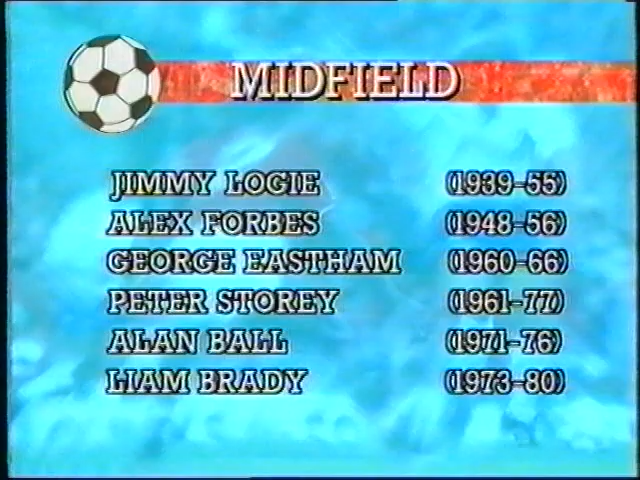 MIDFIELD
JIMMY LOGIE (1939-55)
ALEX FORBES (1948-56)
GEORGE EASTHAM (1960-66)
PETER STOREY (1961-77)
ALAN BALL (1971-76)
LIAM BRADY (1973-80)